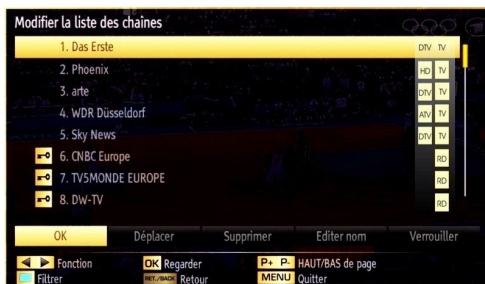 Modifier la liste des chaînes
1. Das Erste DTV TV
2. Phoenix HD TV
3. arte DTV TV
4. WDR Düsseldorf ATV TV
5. Sky News DTV TV
6. CNBC Europe RD
7. TV5MONDE EUROPE RD
8. DW-TV RD
OK Déplacer Supprimer Editer nom Verrouiller
Fonction OK Regarder P+ P- HAUT/BAS de page
Filtrer RET./BACK Retour MENU Quitter